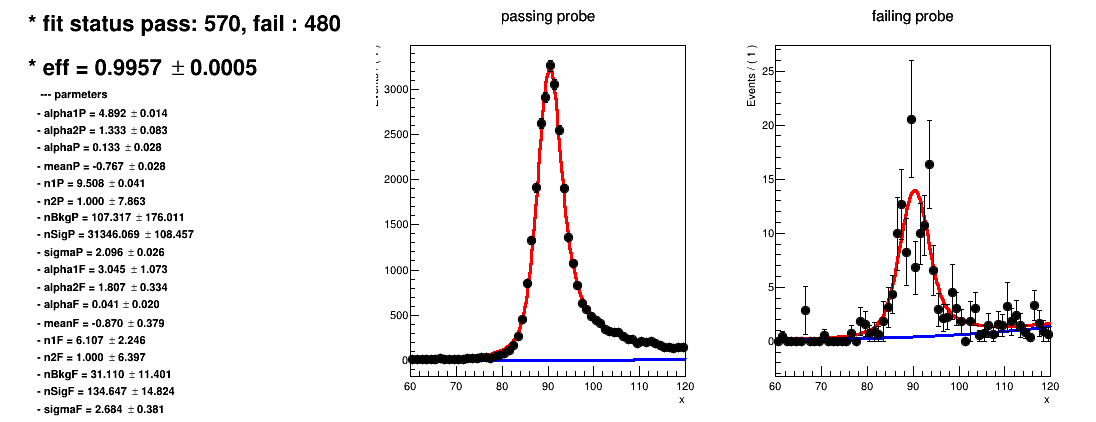 * fit status pass: 570, fail : 480
* eff = 0.9957 ± 0.0005
--- parmeters
- alpha1P = 4.892 ± 0.014
- alpha2P = 1.333 ± 0.083
- alphaP = 0.133 ± 0.028
- meanP = -0.767 ± 0.028
- n1P = 9.508 ± 0.041
- n2P = 1.000 ± 7.863
- nBkgP = 107.317 ± 176.011
- nSigP = 31346.069 ± 108.457
- sigmaP = 2.096 ± 0.026
- alpha1F = 3.045 ± 1.073
- alpha2F = 1.807 ± 0.334
- alphaF = 0.041 ± 0.020
- meanF = -0.870 ± 0.379
- n1F = 6.107 ± 2.246
- n2F = 1.000 ± 6.397
- nBkgF = 31.110 ± 11.401
- nSigF = 134.647 ± 14.824
- sigmaF = 2.684 ± 0.381
passing probe
3000
2500
2000
1500
1000
500
0
60 70 80 90 100 110 120
x
failing probe
Events / ( 1 )
25
20
15
10
5
0
60 70 80 90 100 110 120
x